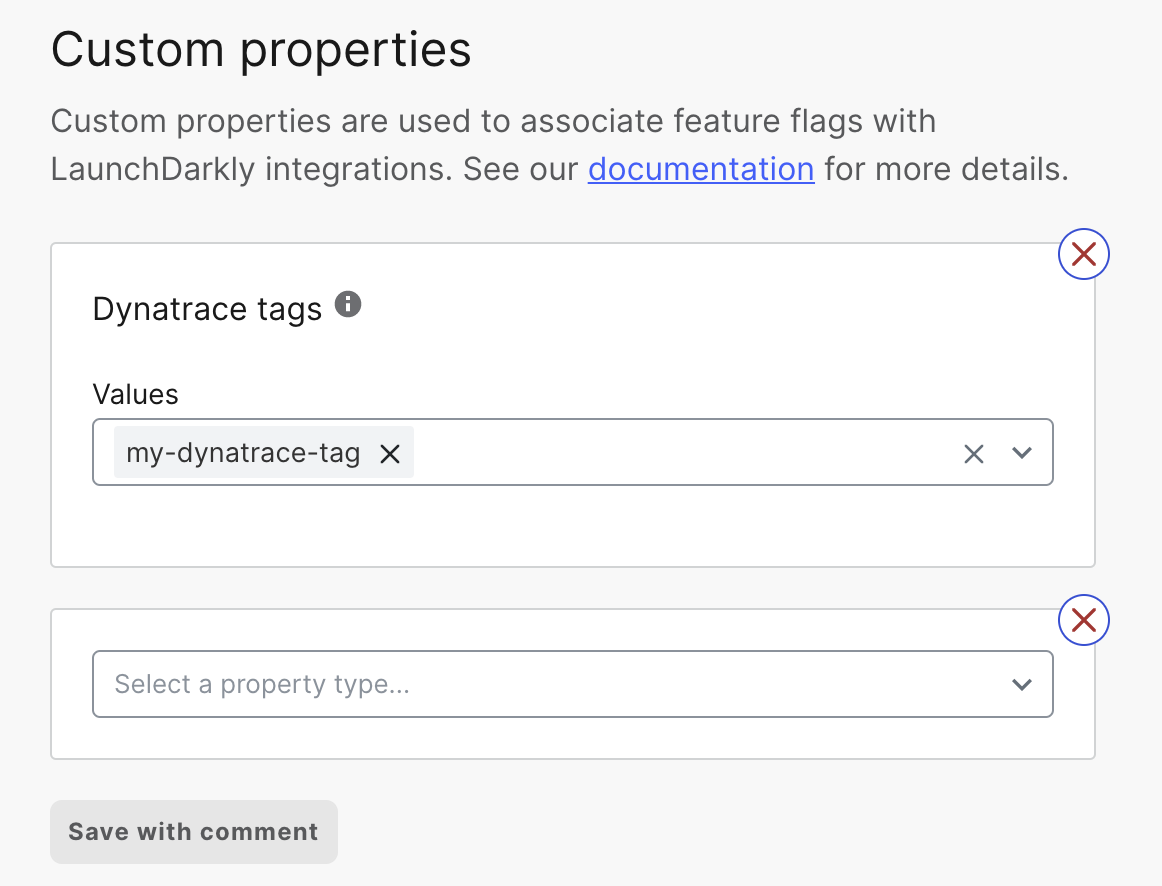 Custom properties
Custom properties are used to associate feature flags with
LaunchDarkly integrations. See our documentation for more details.
Dynatrace tags
Values
my-dynatrace-tag
Select a property type...
Save with comment